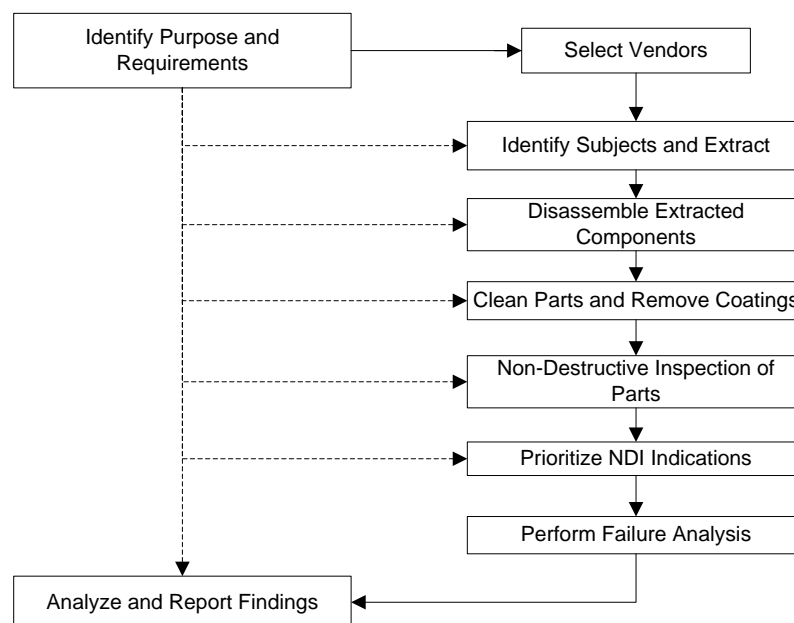 Identify Purpose and
Requirements
Select Vendors
Identify Subjects and Extract
Disassemble Extracted
Components
Clean Parts and Remove Coatings
Non-Destructive Inspection of
Parts
Prioritize NDI Indications
Perform Failure Analysis
Analyze and Report Findings